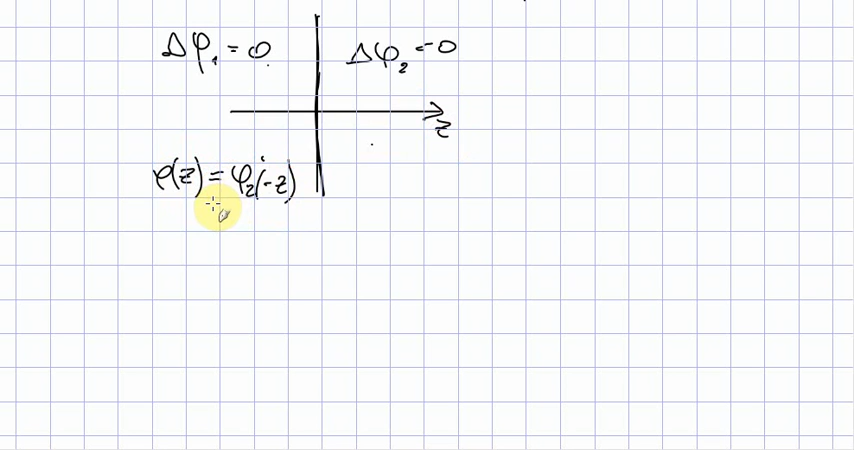 Δφ₁ = 0
Δφ₂ = 0
z
φ(z) = φ₂(-z)